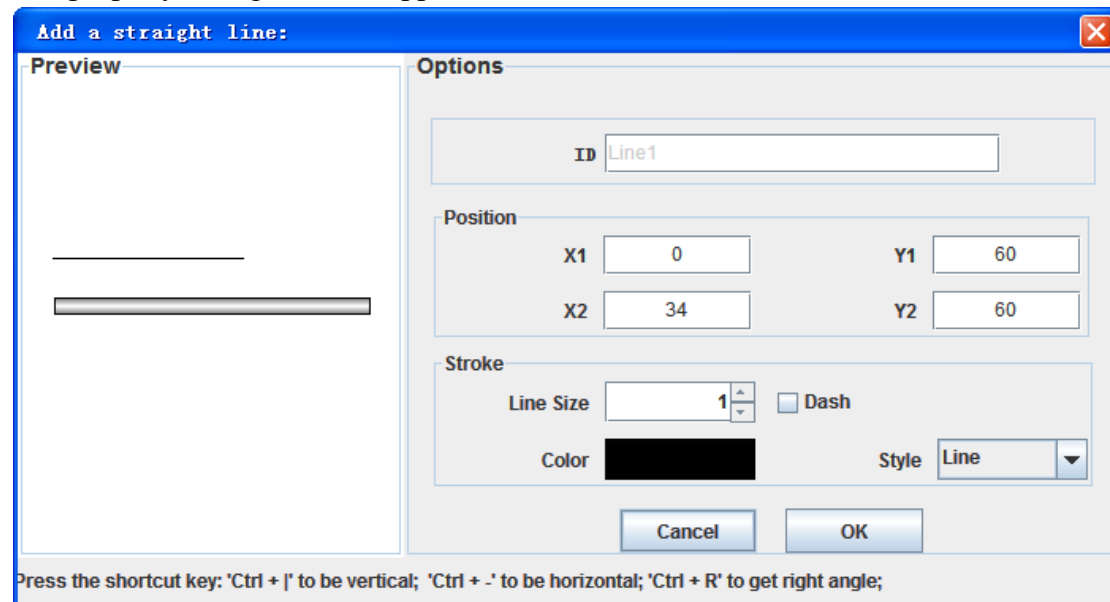 Add a straight line:
Preview
Options
ID Line1
Position
X1 0 Y1 60
X2 34 Y2 60
Stroke
Line Size 1 Dash
Color Style Line
Cancel OK
Press the shortcut key: 'Ctrl + |' to be vertical; 'Ctrl + -' to be horizontal; 'Ctrl + R' to get right angle;